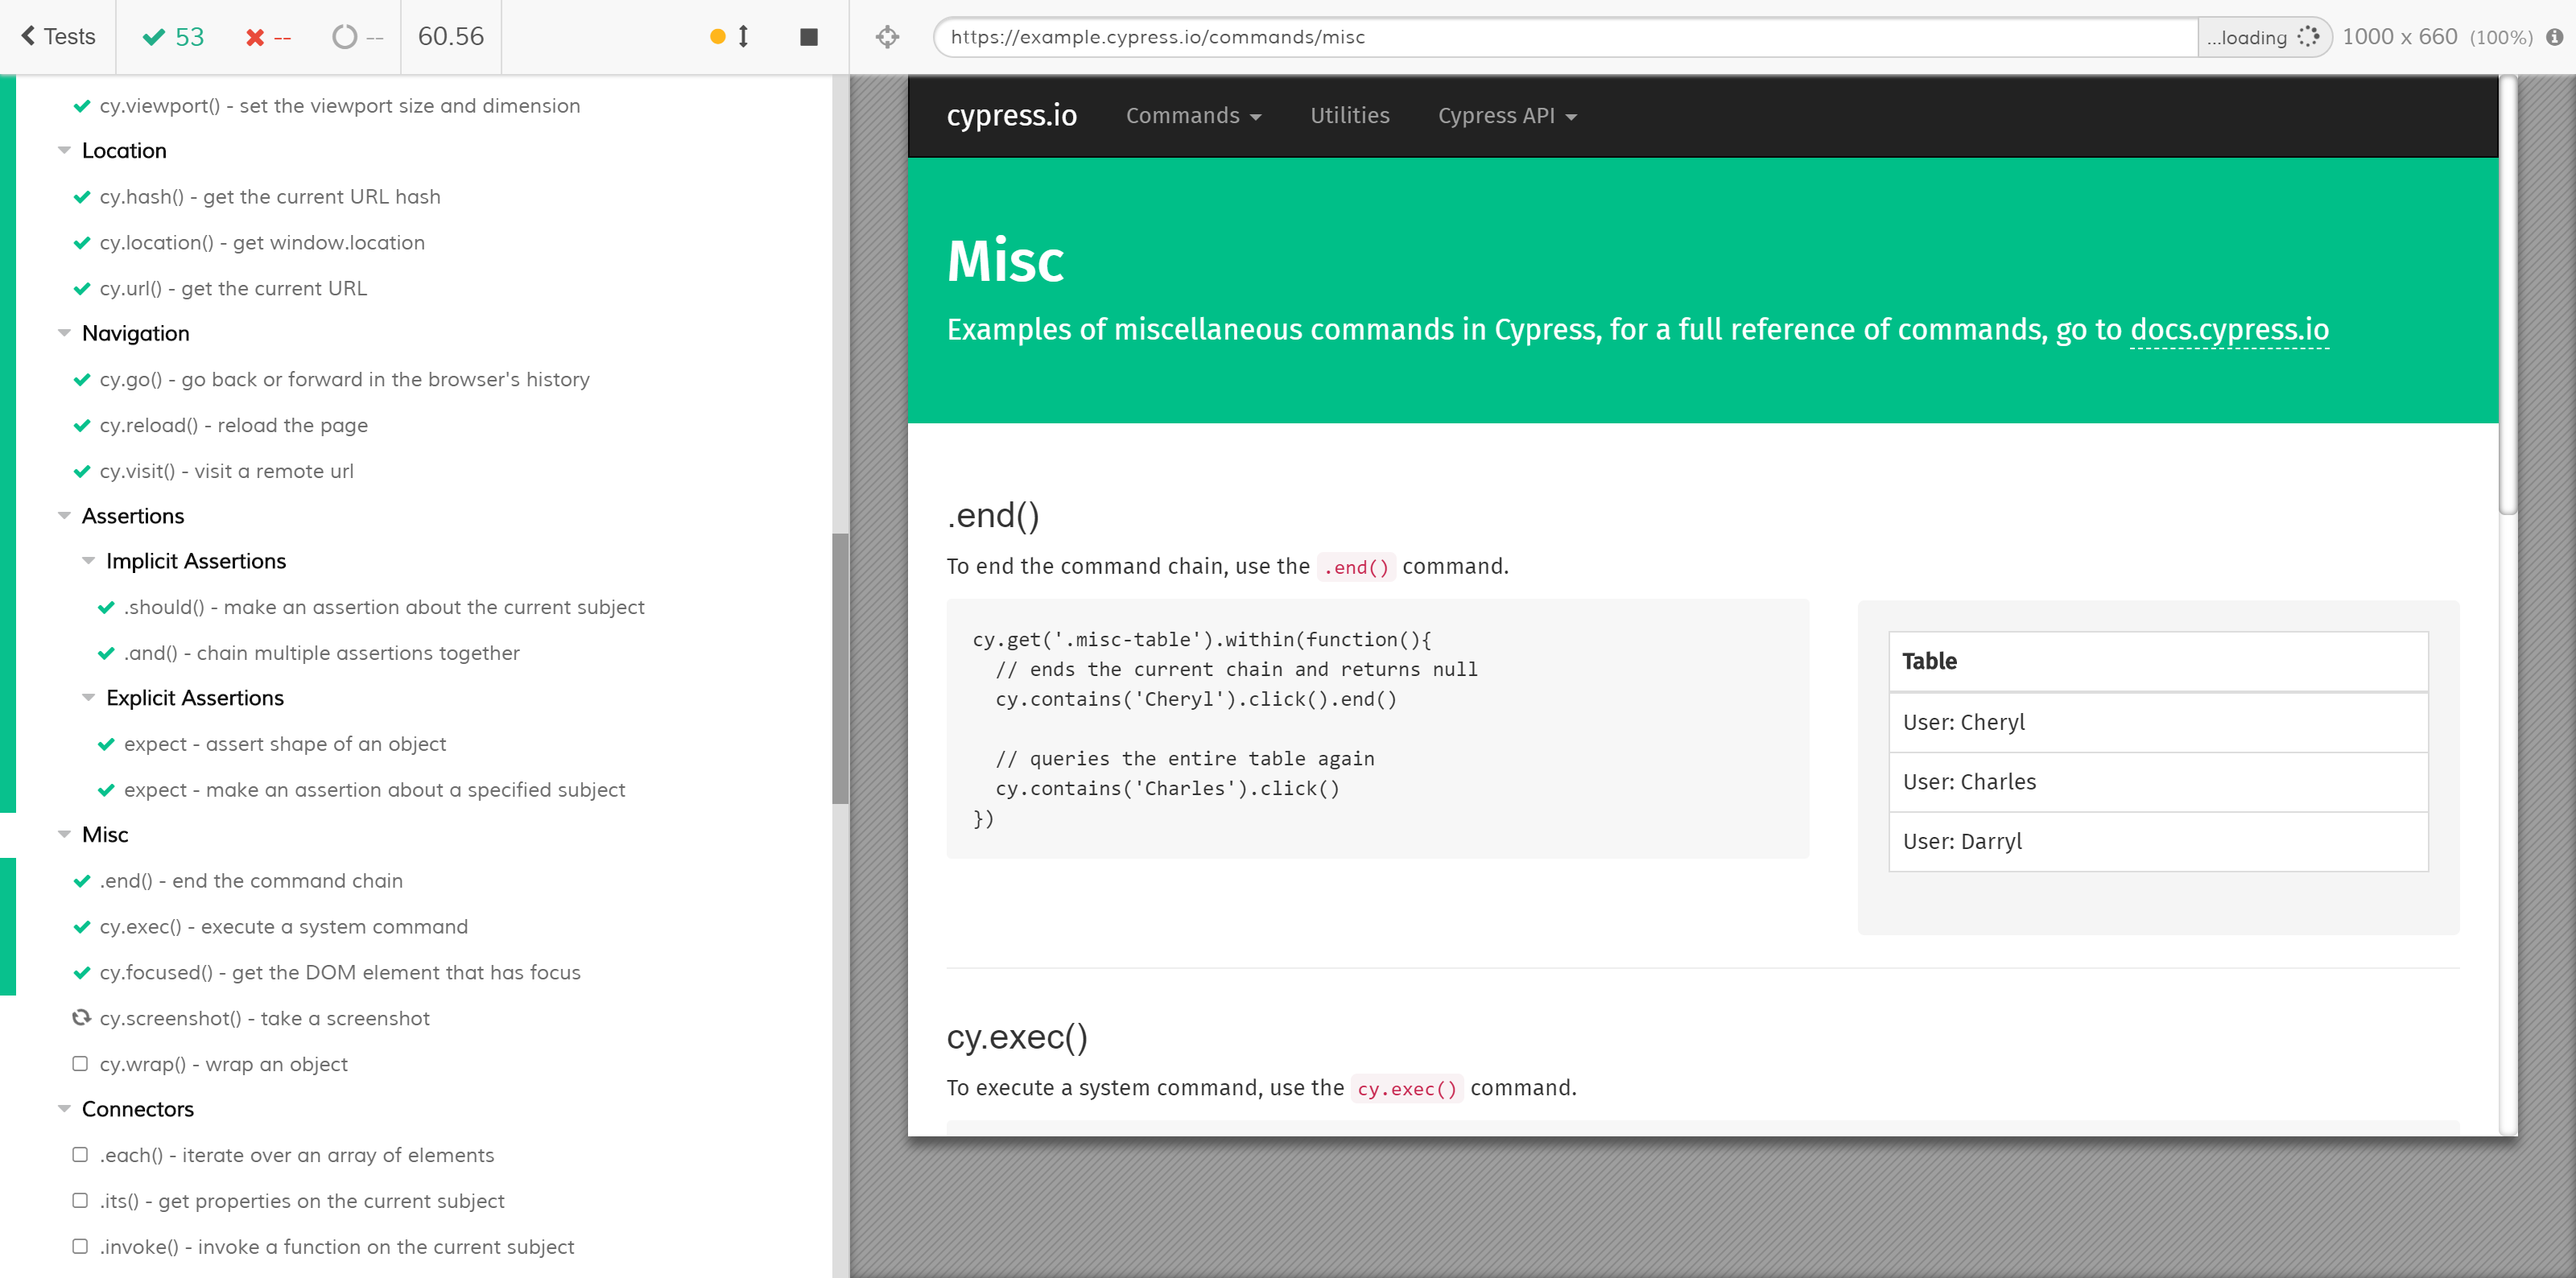 Tests
53
--
--
60.56
https://example.cypress.io/commands/misc
...loading
1000 x 660 (100%)
cy.viewport() - set the viewport size and dimension
Location
cy.hash() - get the current URL hash
cy.location() - get window.location
cy.url() - get the current URL
Navigation
cy.go() - go back or forward in the browser's history
cy.reload() - reload the page
cy.visit() - visit a remote url
Assertions
Implicit Assertions
.should() - make an assertion about the current subject
.and() - chain multiple assertions together
Explicit Assertions
expect - assert shape of an object
expect - make an assertion about a specified subject
Misc
.end() - end the command chain
cy.exec() - execute a system command
cy.focused() - get the DOM element that has focus
cy.screenshot() - take a screenshot
cy.wrap() - wrap an object
Connectors
.each() - iterate over an array of elements
.its() - get properties on the current subject
.invoke() - invoke a function on the current subject
cypress.io Commands Utilities Cypress API
Misc
Examples of miscellaneous commands in Cypress, for a full reference of commands, go to docs.cypress.io
.end()
To end the command chain, use the .end() command.
cy.get('.misc-table').within(function(){
  // ends the current chain and returns null
  cy.contains('Cheryl').click().end()
  // queries the entire table again
  cy.contains('Charles').click()
})
Table
User: Cheryl
User: Charles
User: Darryl
cy.exec()
To execute a system command, use the cy.exec() command.